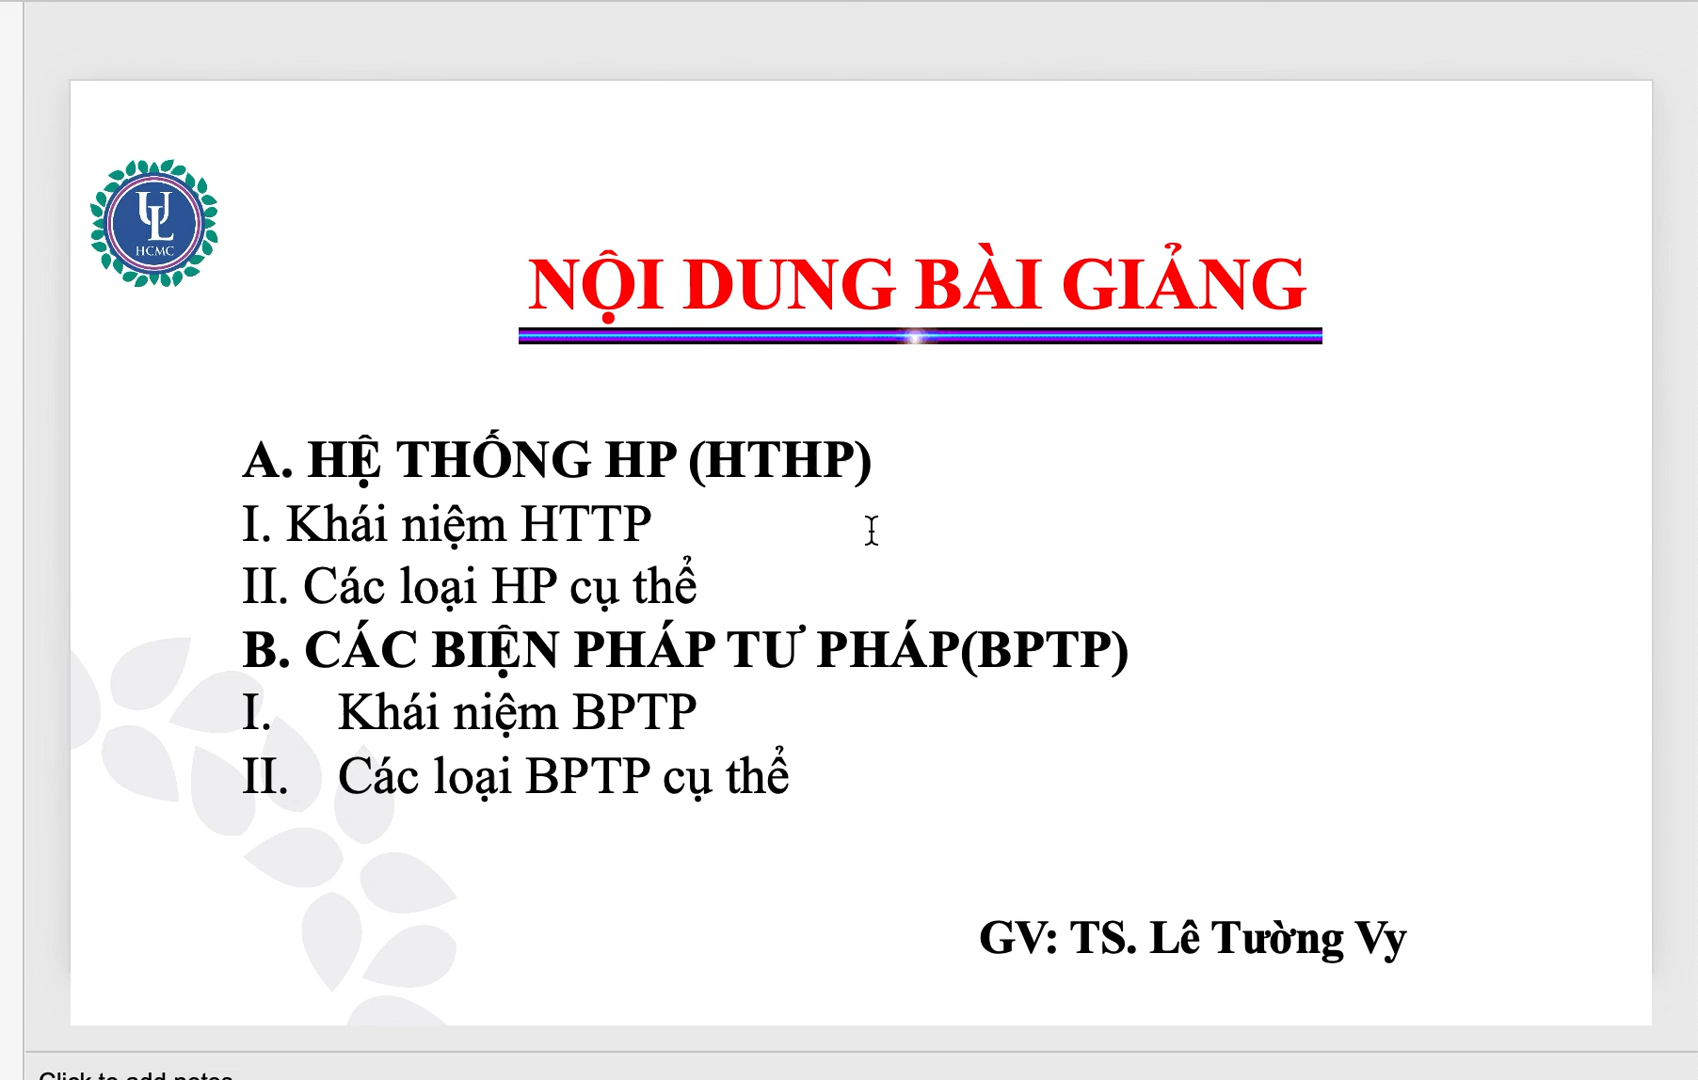 UL
HCMC
NỘI DUNG BÀI GIẢNG
A. HỆ THỐNG HP (HTHP)
I. Khái niệm HTTP
II. Các loại HP cụ thể
B. CÁC BIỆN PHÁP TƯ PHÁP(BPTP)
I. Khái niệm BPTP
II. Các loại BPTP cụ thể
GV: TS. Lê Tường Vy
Click to add notes